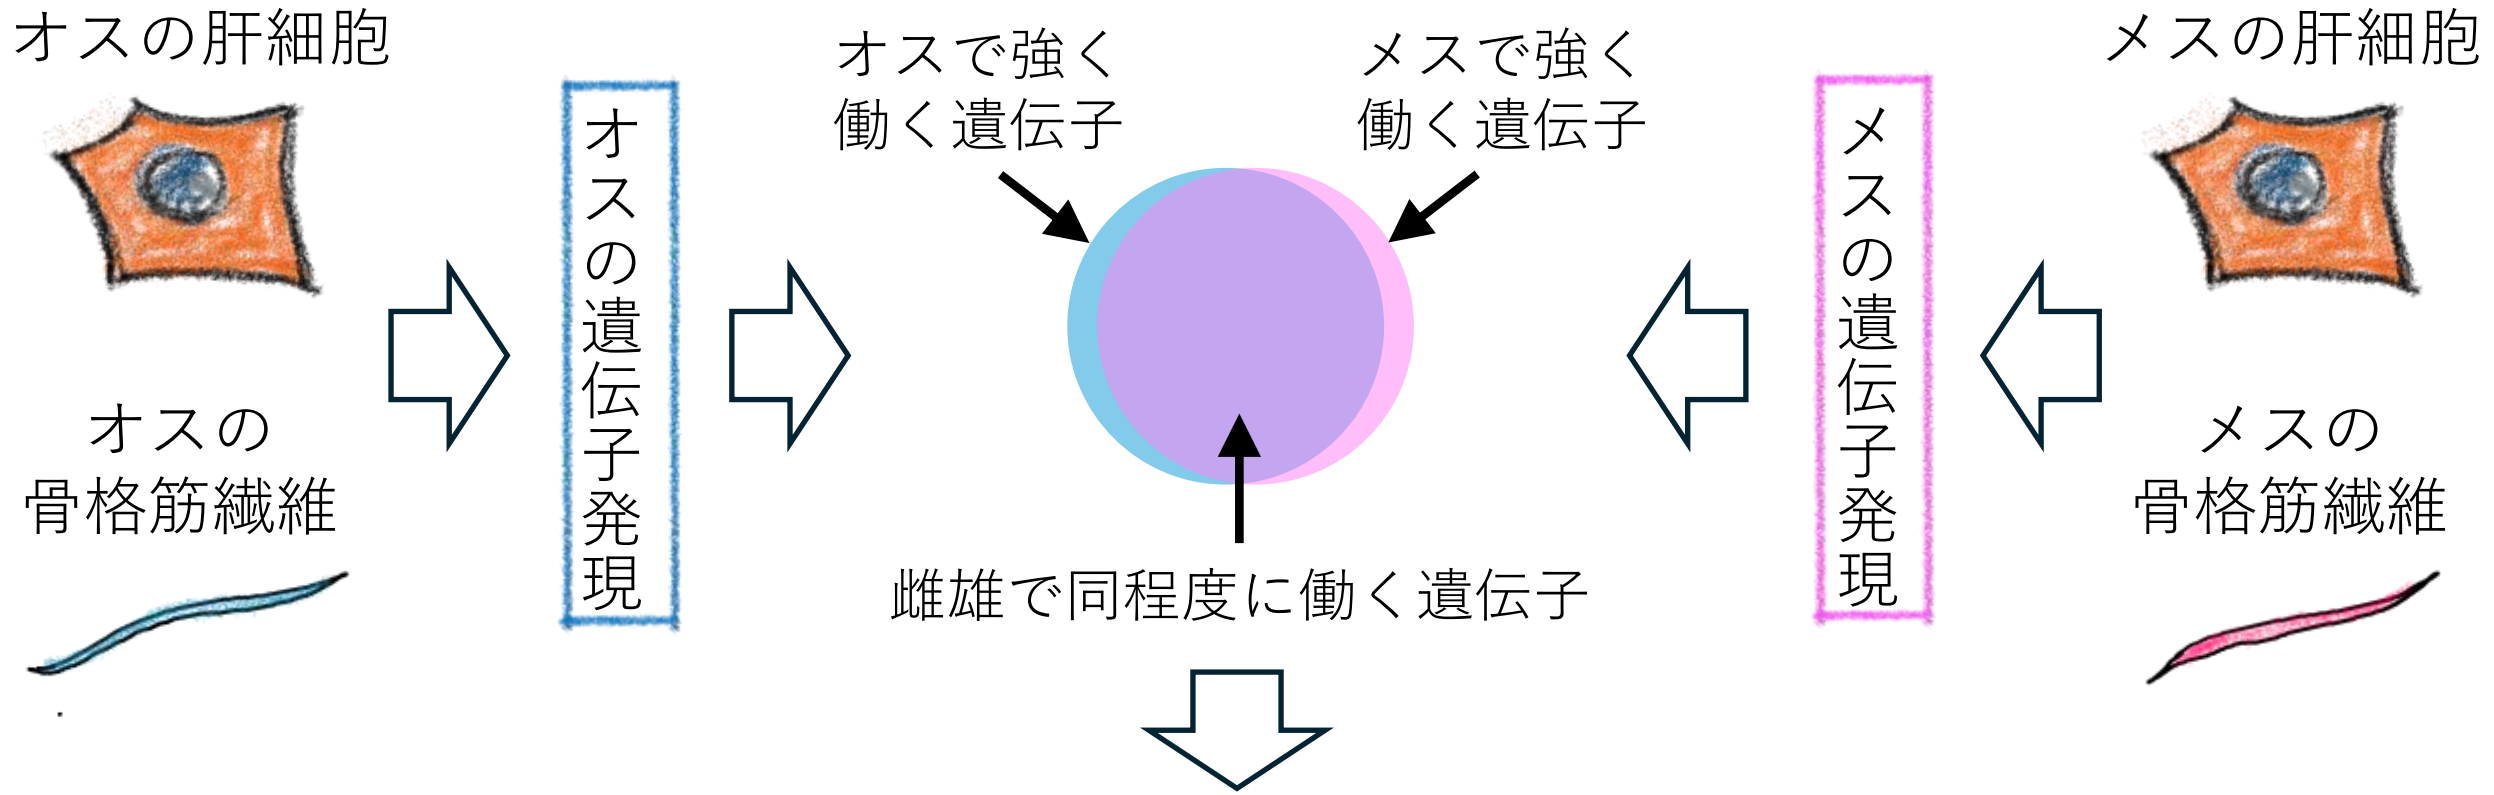 オスの肝細胞
オスの
骨格筋繊維
オスの遺伝子発現
オスで強く
働く遺伝子
メスで強く
働く遺伝子
雌雄で同程度に働く遺伝子
メスの遺伝子発現
メスの肝細胞
メスの
骨格筋繊維